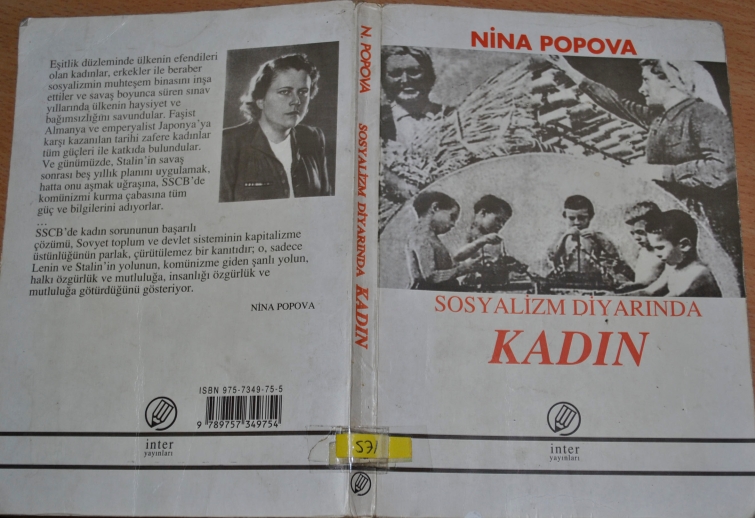 Eşitlik düzleminde ülkenin efendileri
olan kadınlar, erkekler ile beraber
sosyalizmin muhteşem binasını inşa
ettiler ve savaş boyunca süren sınav
yıllarında ülkenin haysiyet ve
bağımsızlığını savundular. Faşist
Almanya ve emperyalist Japonya'ya
karşı kazanılan tarihi zafere kadınlar
tüm güçleri ile katkıda bulundular.
Ve günümüzde, Stalin'in savaş
sonrası beş yıllık planını uygulamak,
hatta onu aşmak uğraşına, SSCB'de
komünizmi kurma çabasına tüm
güç ve bilgilerini adıyorlar.
...
SSCB'de kadın sorununun başarılı
çözümü, Sovyet toplum ve devlet sisteminin kapitalizme
üstünlüğünün parlak, çürütülemez bir kanıtıdır; o, sadece
Lenin ve Stalin'in yolunun, komünizme giden şanlı yolun,
halkı özgürlük ve mutluluğa, insanlığı özgürlük ve
mutluluğa götürdüğünü gösteriyor.
NİNA POPOVA
ISBN 975-7349-75-5
9 789757 349754
inter
yayınları
N. POPOVA
SOSYALİZM DİYARINDA KADIN
571
NİNA POPOVA
SOSYALİZM DİYARINDA
KADIN
inter
yayınları